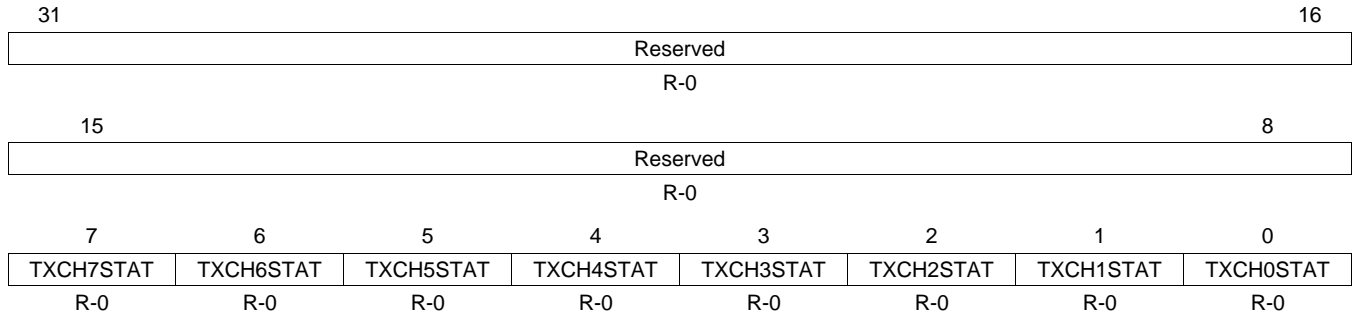 31 16
Reserved
R-0
15 8
Reserved
R-0
7 6 5 4 3 2 1 0
TXCH7STAT TXCH6STAT TXCH5STAT TXCH4STAT TXCH3STAT TXCH2STAT TXCH1STAT TXCH0STAT
R-0 R-0 R-0 R-0 R-0 R-0 R-0 R-0